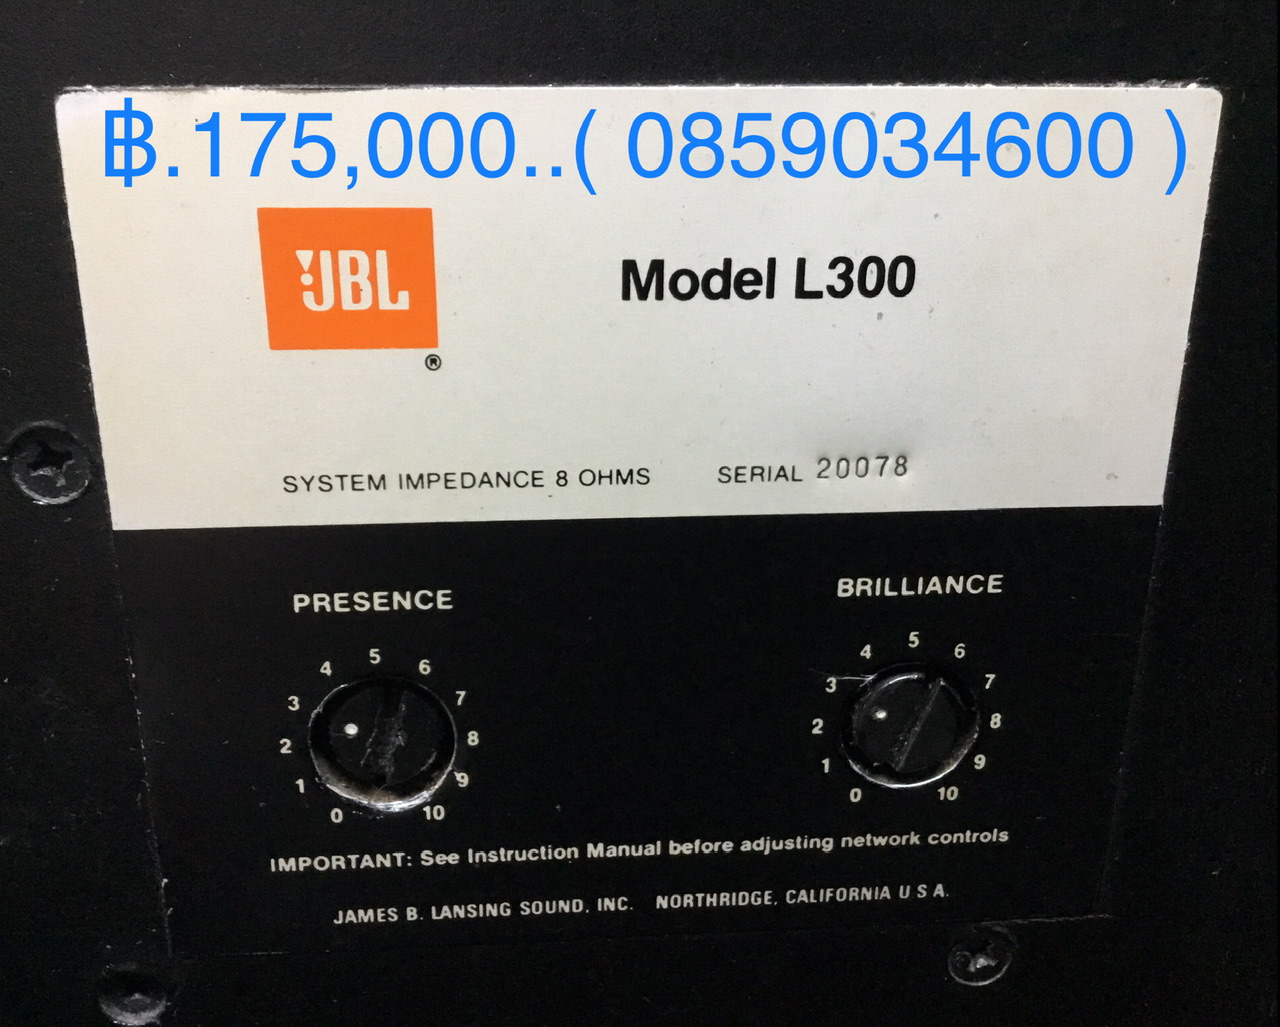 ฿.175,000..( 0859034600 )
JBL
®
Model L300
SYSTEM IMPEDANCE 8 OHMS SERIAL 20078
PRESENCE
0 1 2 3 4 5 6 7 8 9 10
BRILLIANCE
0 1 2 3 4 5 6 7 8 9 10
IMPORTANT: See Instruction Manual before adjusting network controls
JAMES B. LANSING SOUND, INC. NORTHRIDGE, CALIFORNIA U.S.A.